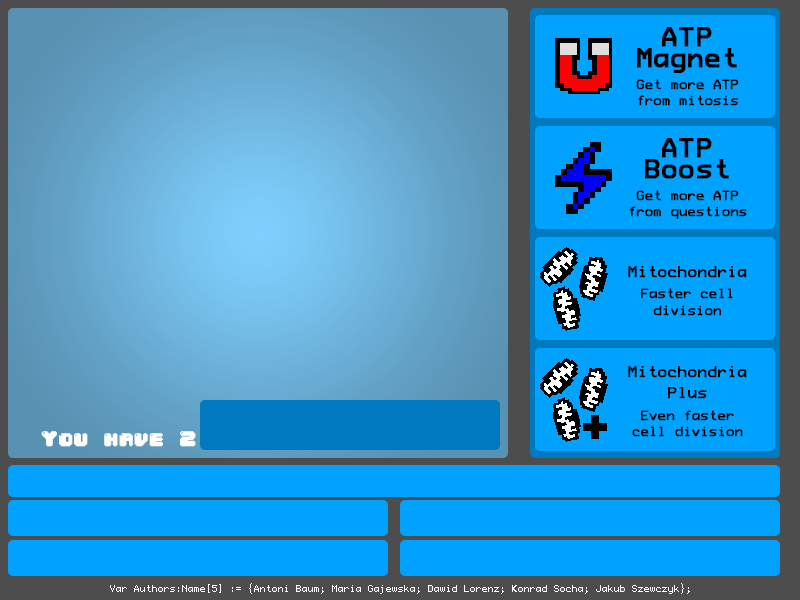 ATP
Magnet
Get more ATP
from mitosis
ATP
Boost
Get more ATP
from questions
Mitochondria
Faster cell
division
Mitochondria
Plus
Even faster
cell division
You have 2
Var Authors:Name[5] := {Antoni Baum; Maria Gajewska; Dawid Lorenz; Konrad Socha; Jakub Szewczyk};